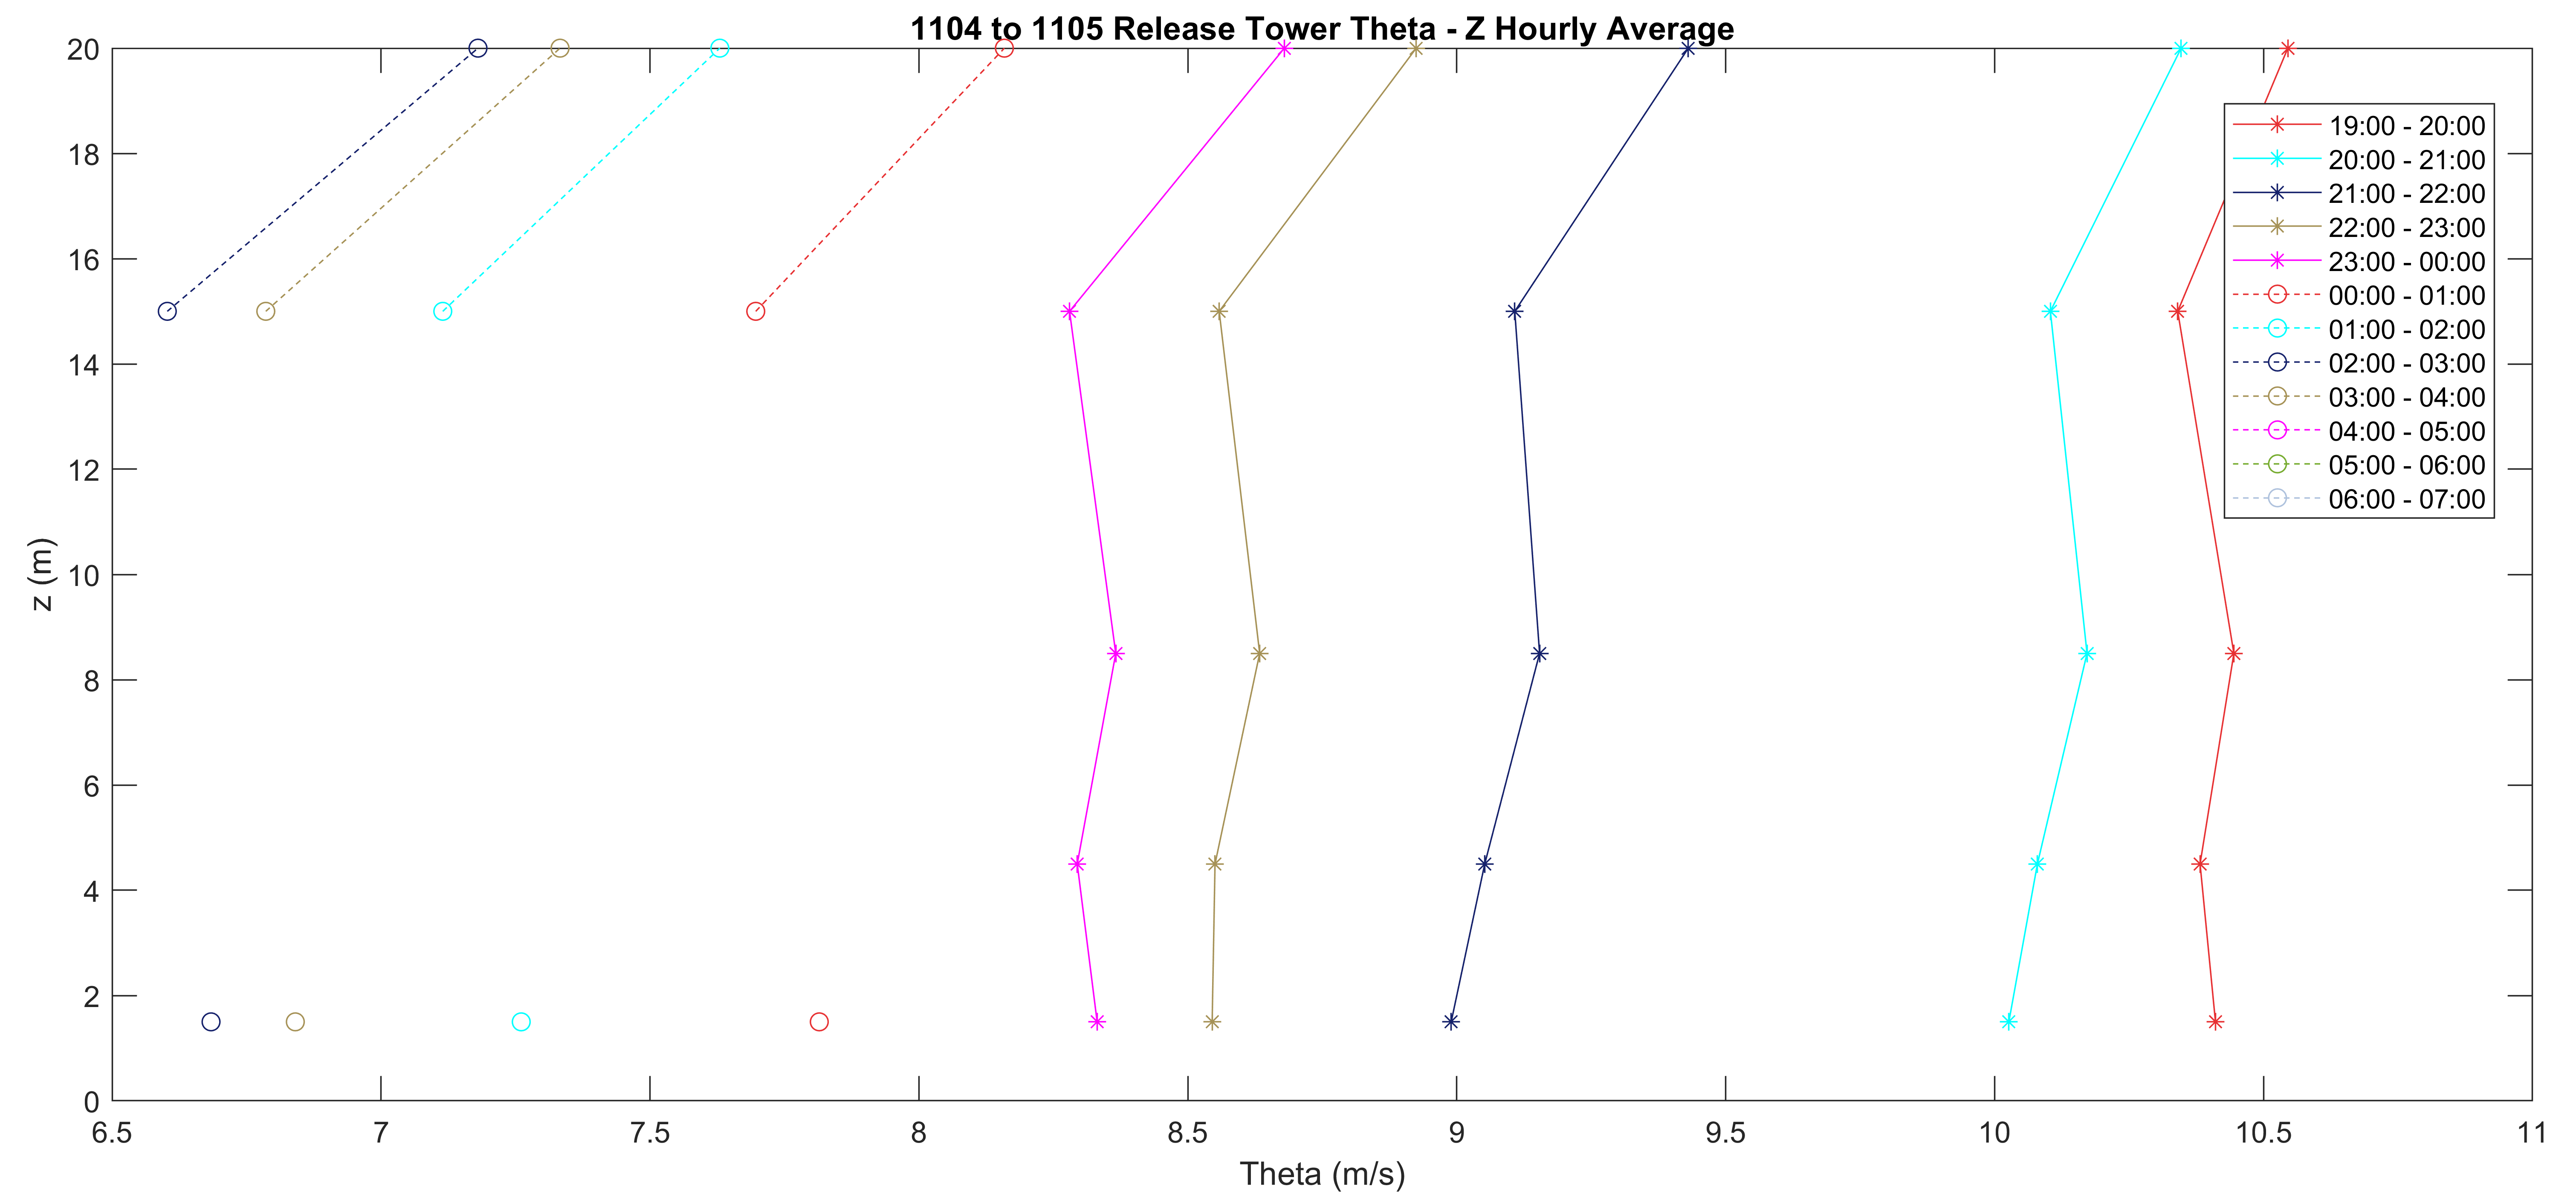 1104 to 1105 Release Tower Theta - Z Hourly Average
20
18
16
14
12
10
8
6
4
2
0
z (m)
19:00 - 20:00
20:00 - 21:00
21:00 - 22:00
22:00 - 23:00
23:00 - 00:00
00:00 - 01:00
01:00 - 02:00
02:00 - 03:00
03:00 - 04:00
04:00 - 05:00
05:00 - 06:00
06:00 - 07:00
6.5 7 7.5 8 8.5 9 9.5 10 10.5 11
Theta (m/s)